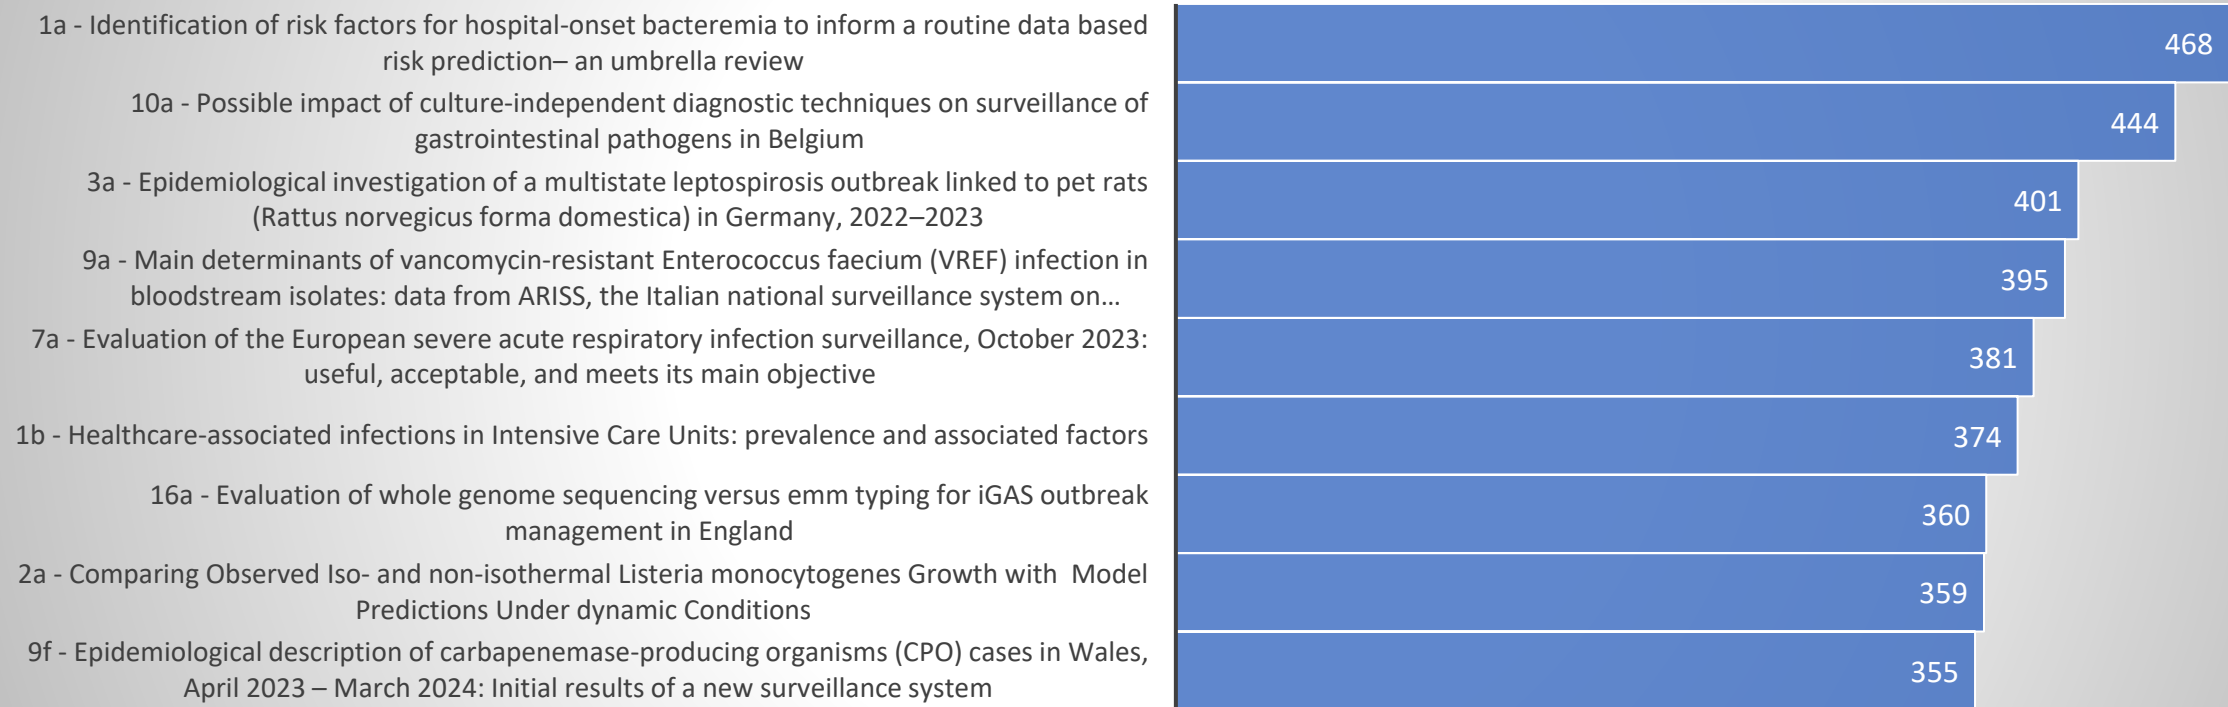 1a - Identification of risk factors for hospital-onset bacteremia to inform a routine data based
risk prediction– an umbrella review
468
10a - Possible impact of culture-independent diagnostic techniques on surveillance of
gastrointestinal pathogens in Belgium
444
3a - Epidemiological investigation of a multistate leptospirosis outbreak linked to pet rats
(Rattus norvegicus forma domestica) in Germany, 2022–2023
401
9a - Main determinants of vancomycin-resistant Enterococcus faecium (VREF) infection in
bloodstream isolates: data from ARISS, the Italian national surveillance system on…
395
7a - Evaluation of the European severe acute respiratory infection surveillance, October 2023:
useful, acceptable, and meets its main objective
381
1b - Healthcare-associated infections in Intensive Care Units: prevalence and associated factors
374
16a - Evaluation of whole genome sequencing versus emm typing for iGAS outbreak
management in England
360
2a - Comparing Observed Iso- and non-isothermal Listeria monocytogenes Growth with  Model
Predictions Under dynamic Conditions
359
9f - Epidemiological description of carbapenemase-producing organisms (CPO) cases in Wales,
April 2023 – March 2024: Initial results of a new surveillance system
355